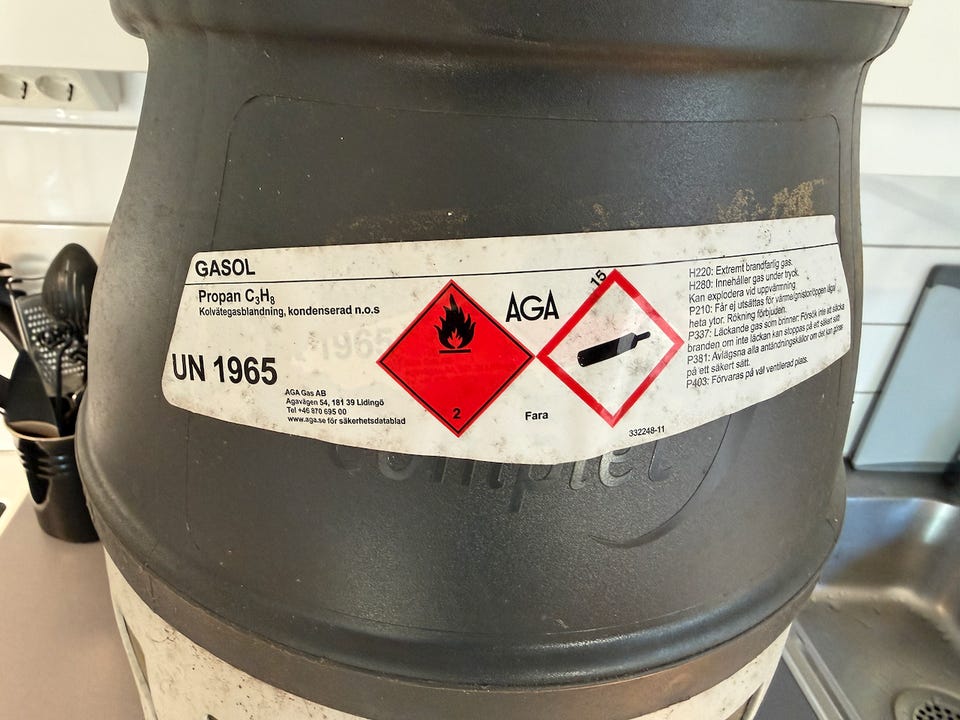 GASOL
Propan C₃H₈
Kolvätegasblandning, kondenserad n.o.s
UN 1965
AGA Gas AB
Agavägen 54, 181 39 Lidingö
Tel +46 870 695 00
www.aga.se för säkerhetsdatablad
2
AGA
Fara
15
H220: Extremt brandfarlig gas.
H280: Innehåller gas under tryck.
Kan explodera vid uppvärmning
P210: Får ej utsättas för värme/gnistor/öppen låga/
heta ytor. Rökning förbjuden.
P337: Läckande gas som brinner: Försök inte att släcka
branden om inte läckan kan stoppas på ett säkert sätt
P381: Avlägsna alla antändningskällor om det kan göras
på ett säkert sätt.
P403: Förvaras på väl ventilerad plats.
332248-11
Complet